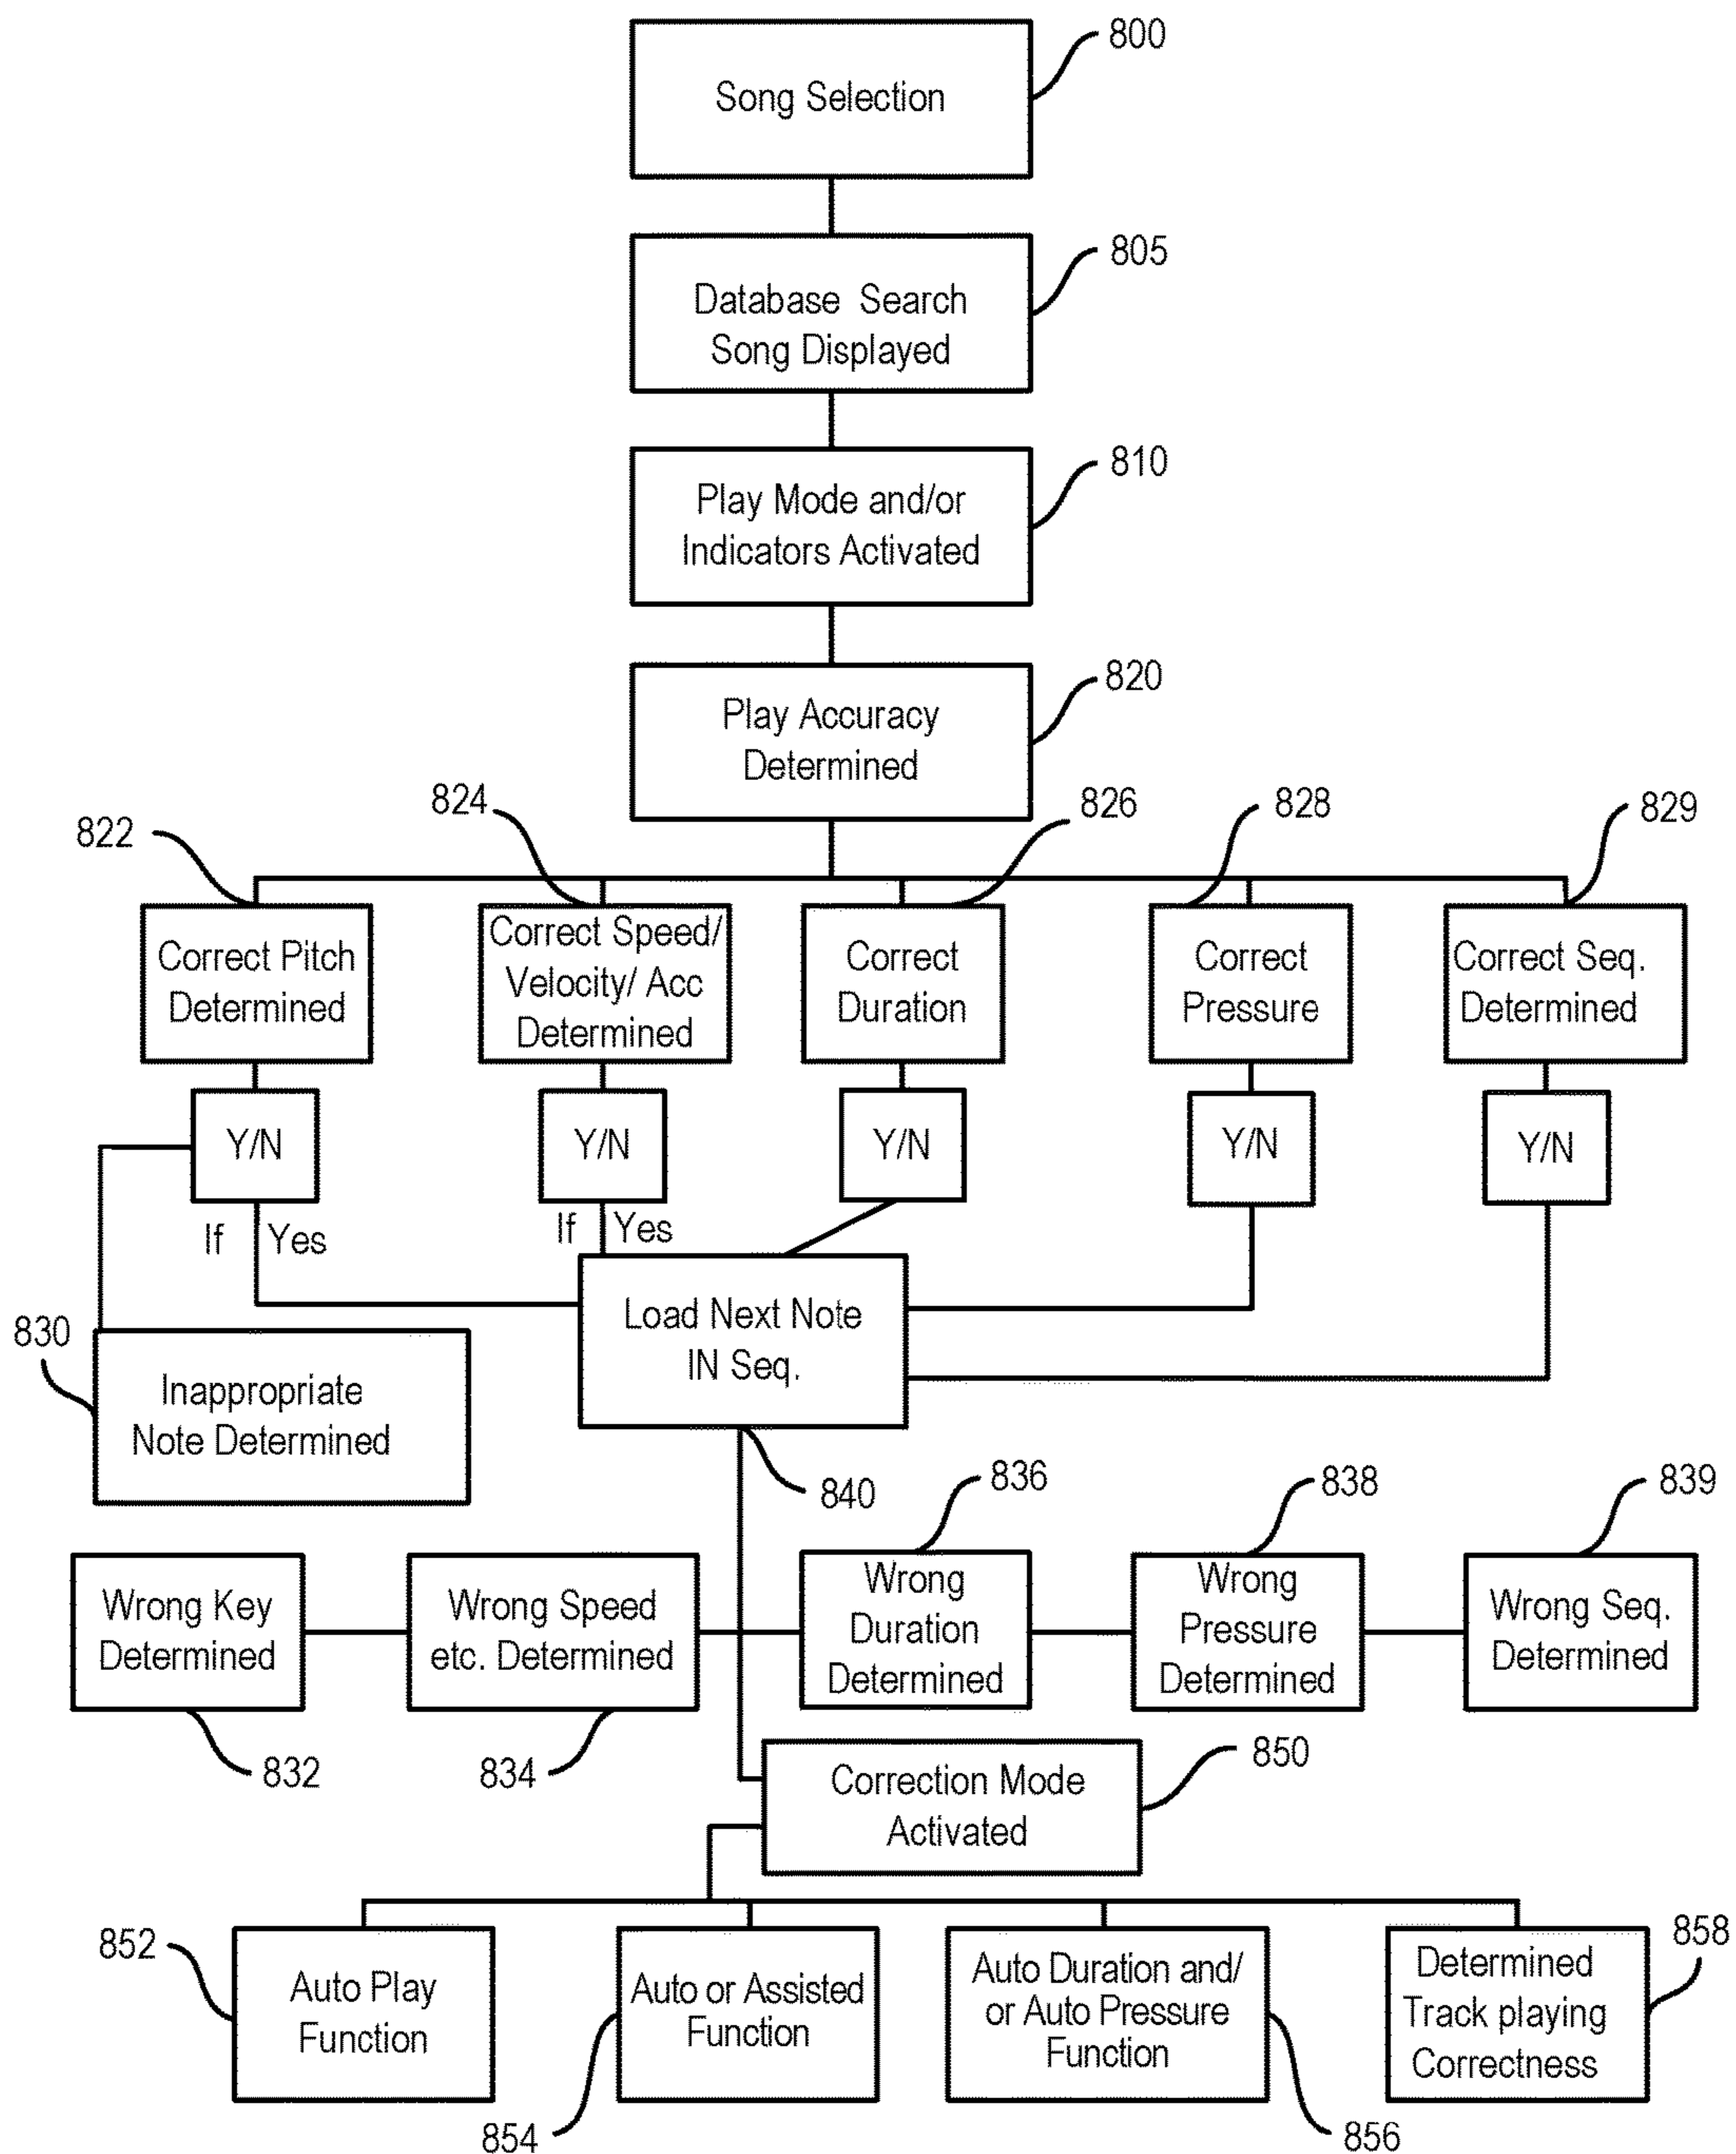 800
Song Selection
805
Database Search
Song Displayed
810
Play Mode and/or
Indicators Activated
820
Play Accuracy
Determined
822
824
826
828
829
Correct Pitch
Determined
Correct Speed/
Velocity/ Acc
Determined
Correct
Duration
Correct
Pressure
Correct Seq.
Determined
Y/N
Y/N
Y/N
Y/N
Y/N
If Yes
If Yes
830
Inappropriate
Note Determined
Load Next Note
IN Seq.
840
836
838
839
Wrong Key
Determined
Wrong Speed
etc. Determined
Wrong
Duration
Determined
Wrong
Pressure
Determined
Wrong Seq.
Determined
832
834
850
Correction Mode
Activated
852
Auto Play
Function
Auto or Assisted
Function
854
Auto Duration and/
or Auto Pressure
Function
856
Determined
Track playing
Correctness
858